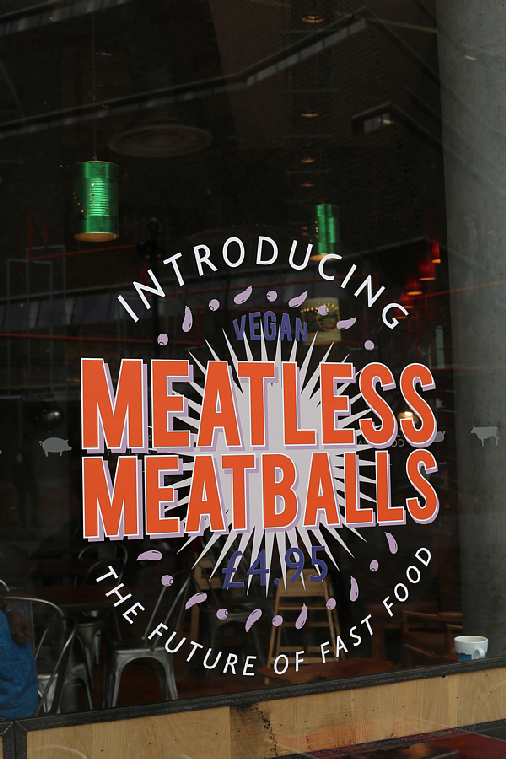 INTRODUCING
VEGAN
MEATLESS
MEATBALLS
£4.95
THE FUTURE OF FAST FOOD